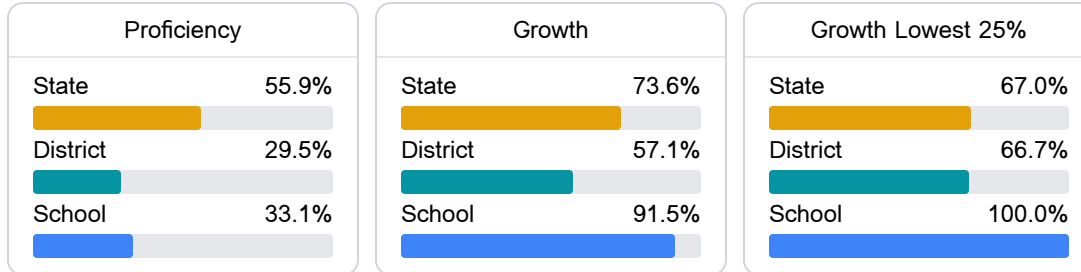 Proficiency
State 55.9%
District 29.5%
School 33.1%
Growth
State 73.6%
District 57.1%
School 91.5%
Growth Lowest 25%
State 67.0%
District 66.7%
School 100.0%